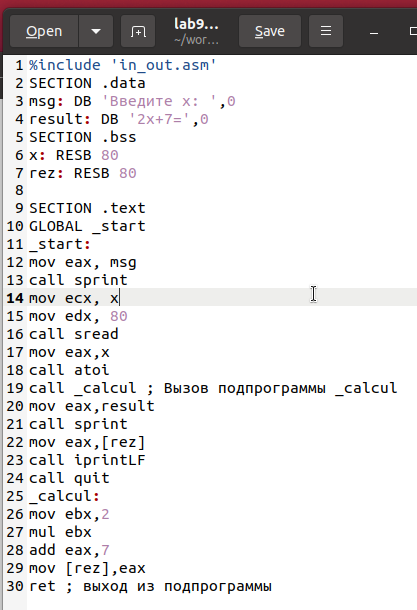 Open
lab9...
~/wor...
Save
1 %include 'in_out.asm'
2 SECTION .data
3 msg: DB 'Введите x: ',0
4 result: DB '2x+7=',0
5 SECTION .bss
6 x: RESB 80
7 rez: RESB 80
8
9 SECTION .text
10 GLOBAL _start
11 _start:
12 mov eax, msg
13 call sprint
14 mov ecx, x
15 mov edx, 80
16 call sread
17 mov eax,x
18 call atoi
19 call _calcul ; Вызов подпрограммы _calcul
20 mov eax,result
21 call sprint
22 mov eax,[rez]
23 call iprintLF
24 call quit
25 _calcul:
26 mov ebx,2
27 mul ebx
28 add eax,7
29 mov [rez],eax
30 ret ; выход из подпрограммы